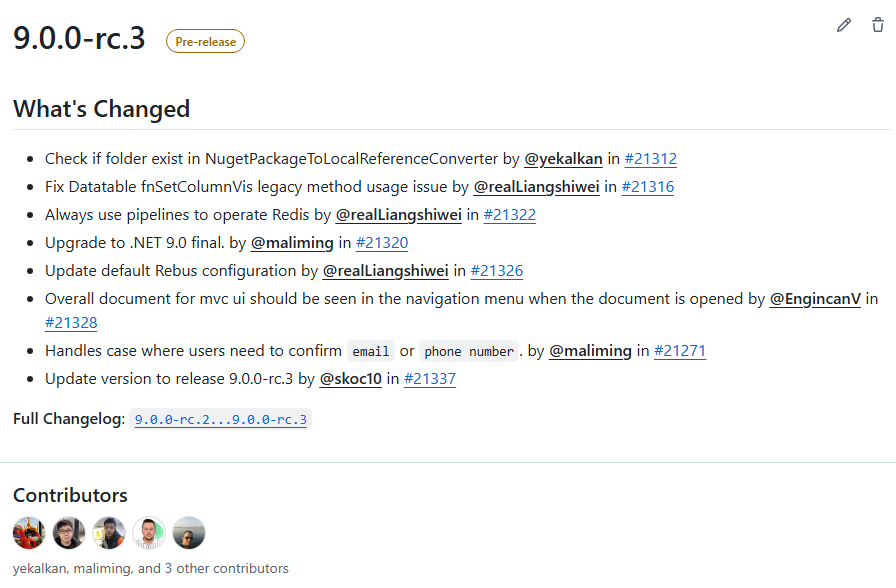 9.0.0-rc.3
Pre-release
What's Changed
Check if folder exist in NugetPackageToLocalReferenceConverter by @yekalkan in #21312
Fix Datatable fnSetColumnVis legacy method usage issue by @realLiangshiwei in #21316
Always use pipelines to operate Redis by @realLiangshiwei in #21322
Upgrade to .NET 9.0 final. by @maliming in #21320
Update default Rebus configuration by @realLiangshiwei in #21326
Overall document for mvc ui should be seen in the navigation menu when the document is opened by @EngincanV in
#21328
Handles case where users need to confirm email or phone number. by @maliming in #21271
Update version to release 9.0.0-rc.3 by @skoc10 in #21337
Full Changelog: 9.0.0-rc.2...9.0.0-rc.3
Contributors
yekalkan, maliming, and 3 other contributors